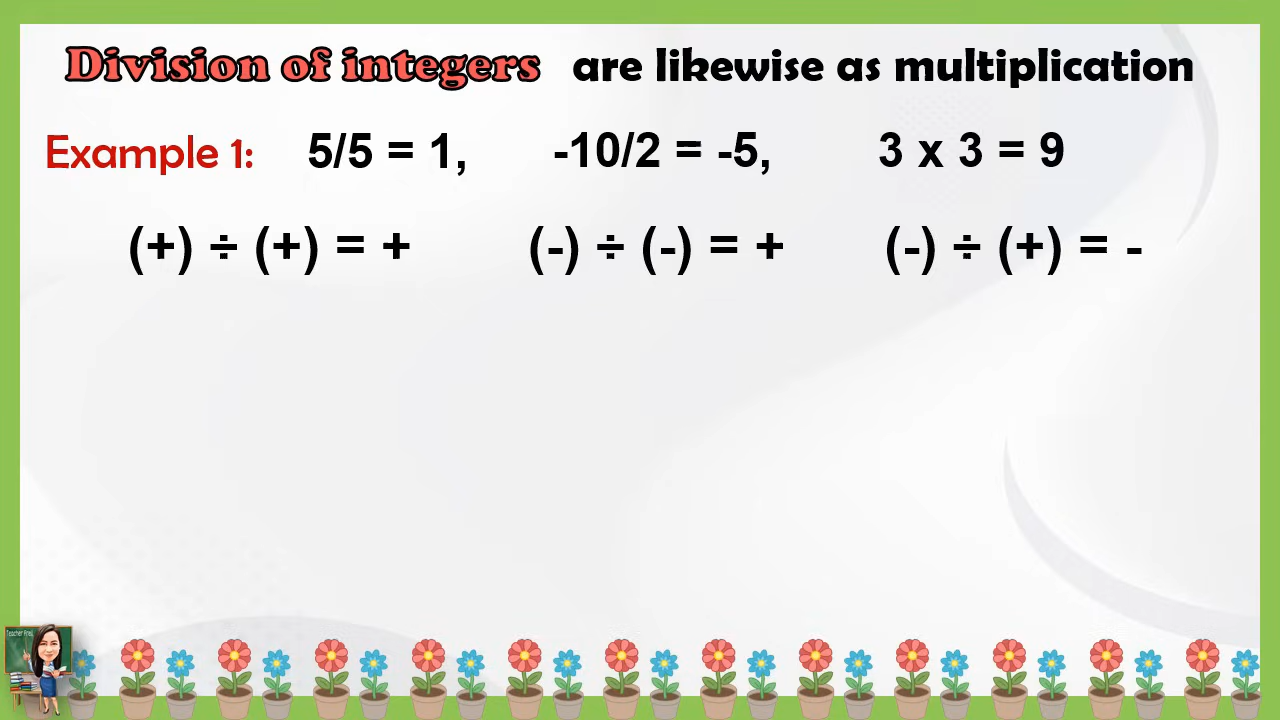 Division of integers are likewise as multiplication
Example 1: 5/5 = 1, -10/2 = -5, 3 x 3 = 9
(+) ÷ (+) = + (-) ÷ (-) = + (-) ÷ (+) = -